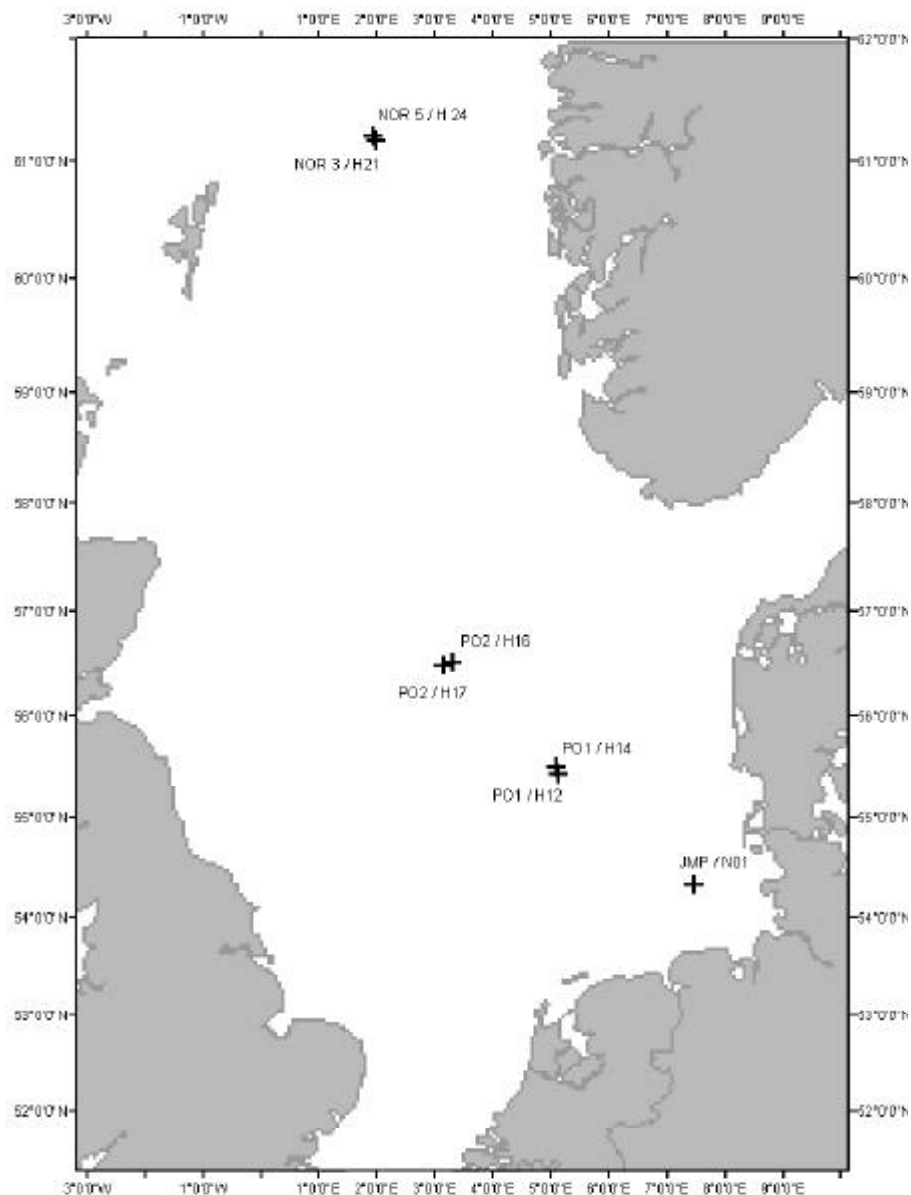 3°0'0"W 1°0'0"W 1°0'0"E 2°0'0"E 3°0'0"E 4°0'0"E 5°0'0"E 6°0'0"E 7°0'0"E 8°0'0"E 9°0'0"E
62°0'0"N
NOR 5 / H 24
61°0'0"N 61°0'0"N
NOR 3 / H21
60°0'0"N 60°0'0"N
59°0'0"N 59°0'0"N
58°0'0"N 58°0'0"N
57°0'0"N 57°0'0"N
PO2 / H16
PO2 / H17
56°0'0"N 56°0'0"N
PO1 / H14
PO1 / H12
55°0'0"N 55°0'0"N
JMP / N01
54°0'0"N 54°0'0"N
53°0'0"N 53°0'0"N
52°0'0"N 52°0'0"N
3°0'0"W 1°0'0"W 1°0'0"E 2°0'0"E 3°0'0"E 4°0'0"E 5°0'0"E 6°0'0"E 7°0'0"E 8°0'0"E 9°0'0"E